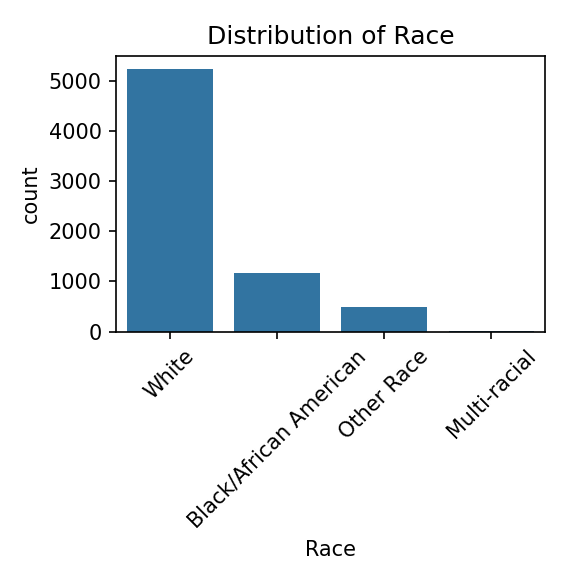 Distribution of Race
count
5000
4000
3000
2000
1000
0
White
Black/African American
Other Race
Multi-racial
Race